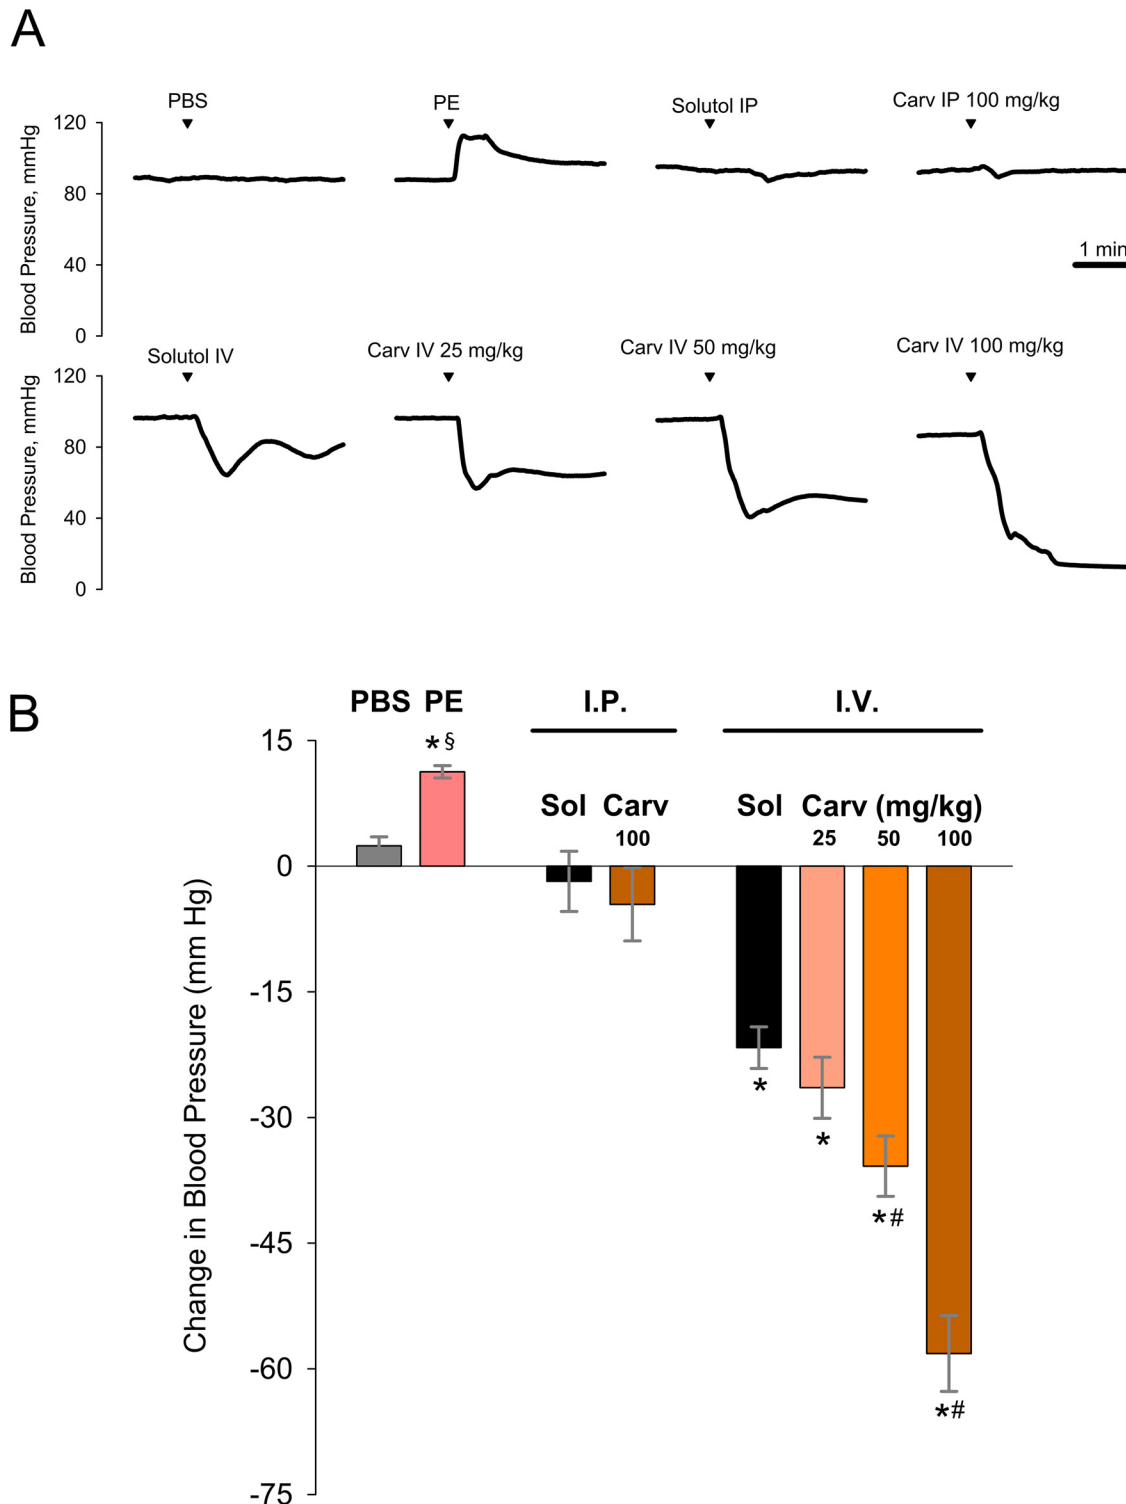 A
PBS
PE
Solutol IP
Carv IP 100 mg/kg
Blood Pressure, mmHg
120
80
40
0
1 min
Solutol IV
Carv IV 25 mg/kg
Carv IV 50 mg/kg
Carv IV 100 mg/kg
Blood Pressure, mmHg
120
80
40
0
B
PBS PE
I.P.
I.V.
* §
Sol Carv
100
Sol Carv (mg/kg)
25 50 100
Change in Blood Pressure (mm Hg)
15
0
-15
-30
-45
-60
-75
*
*
*#
*#